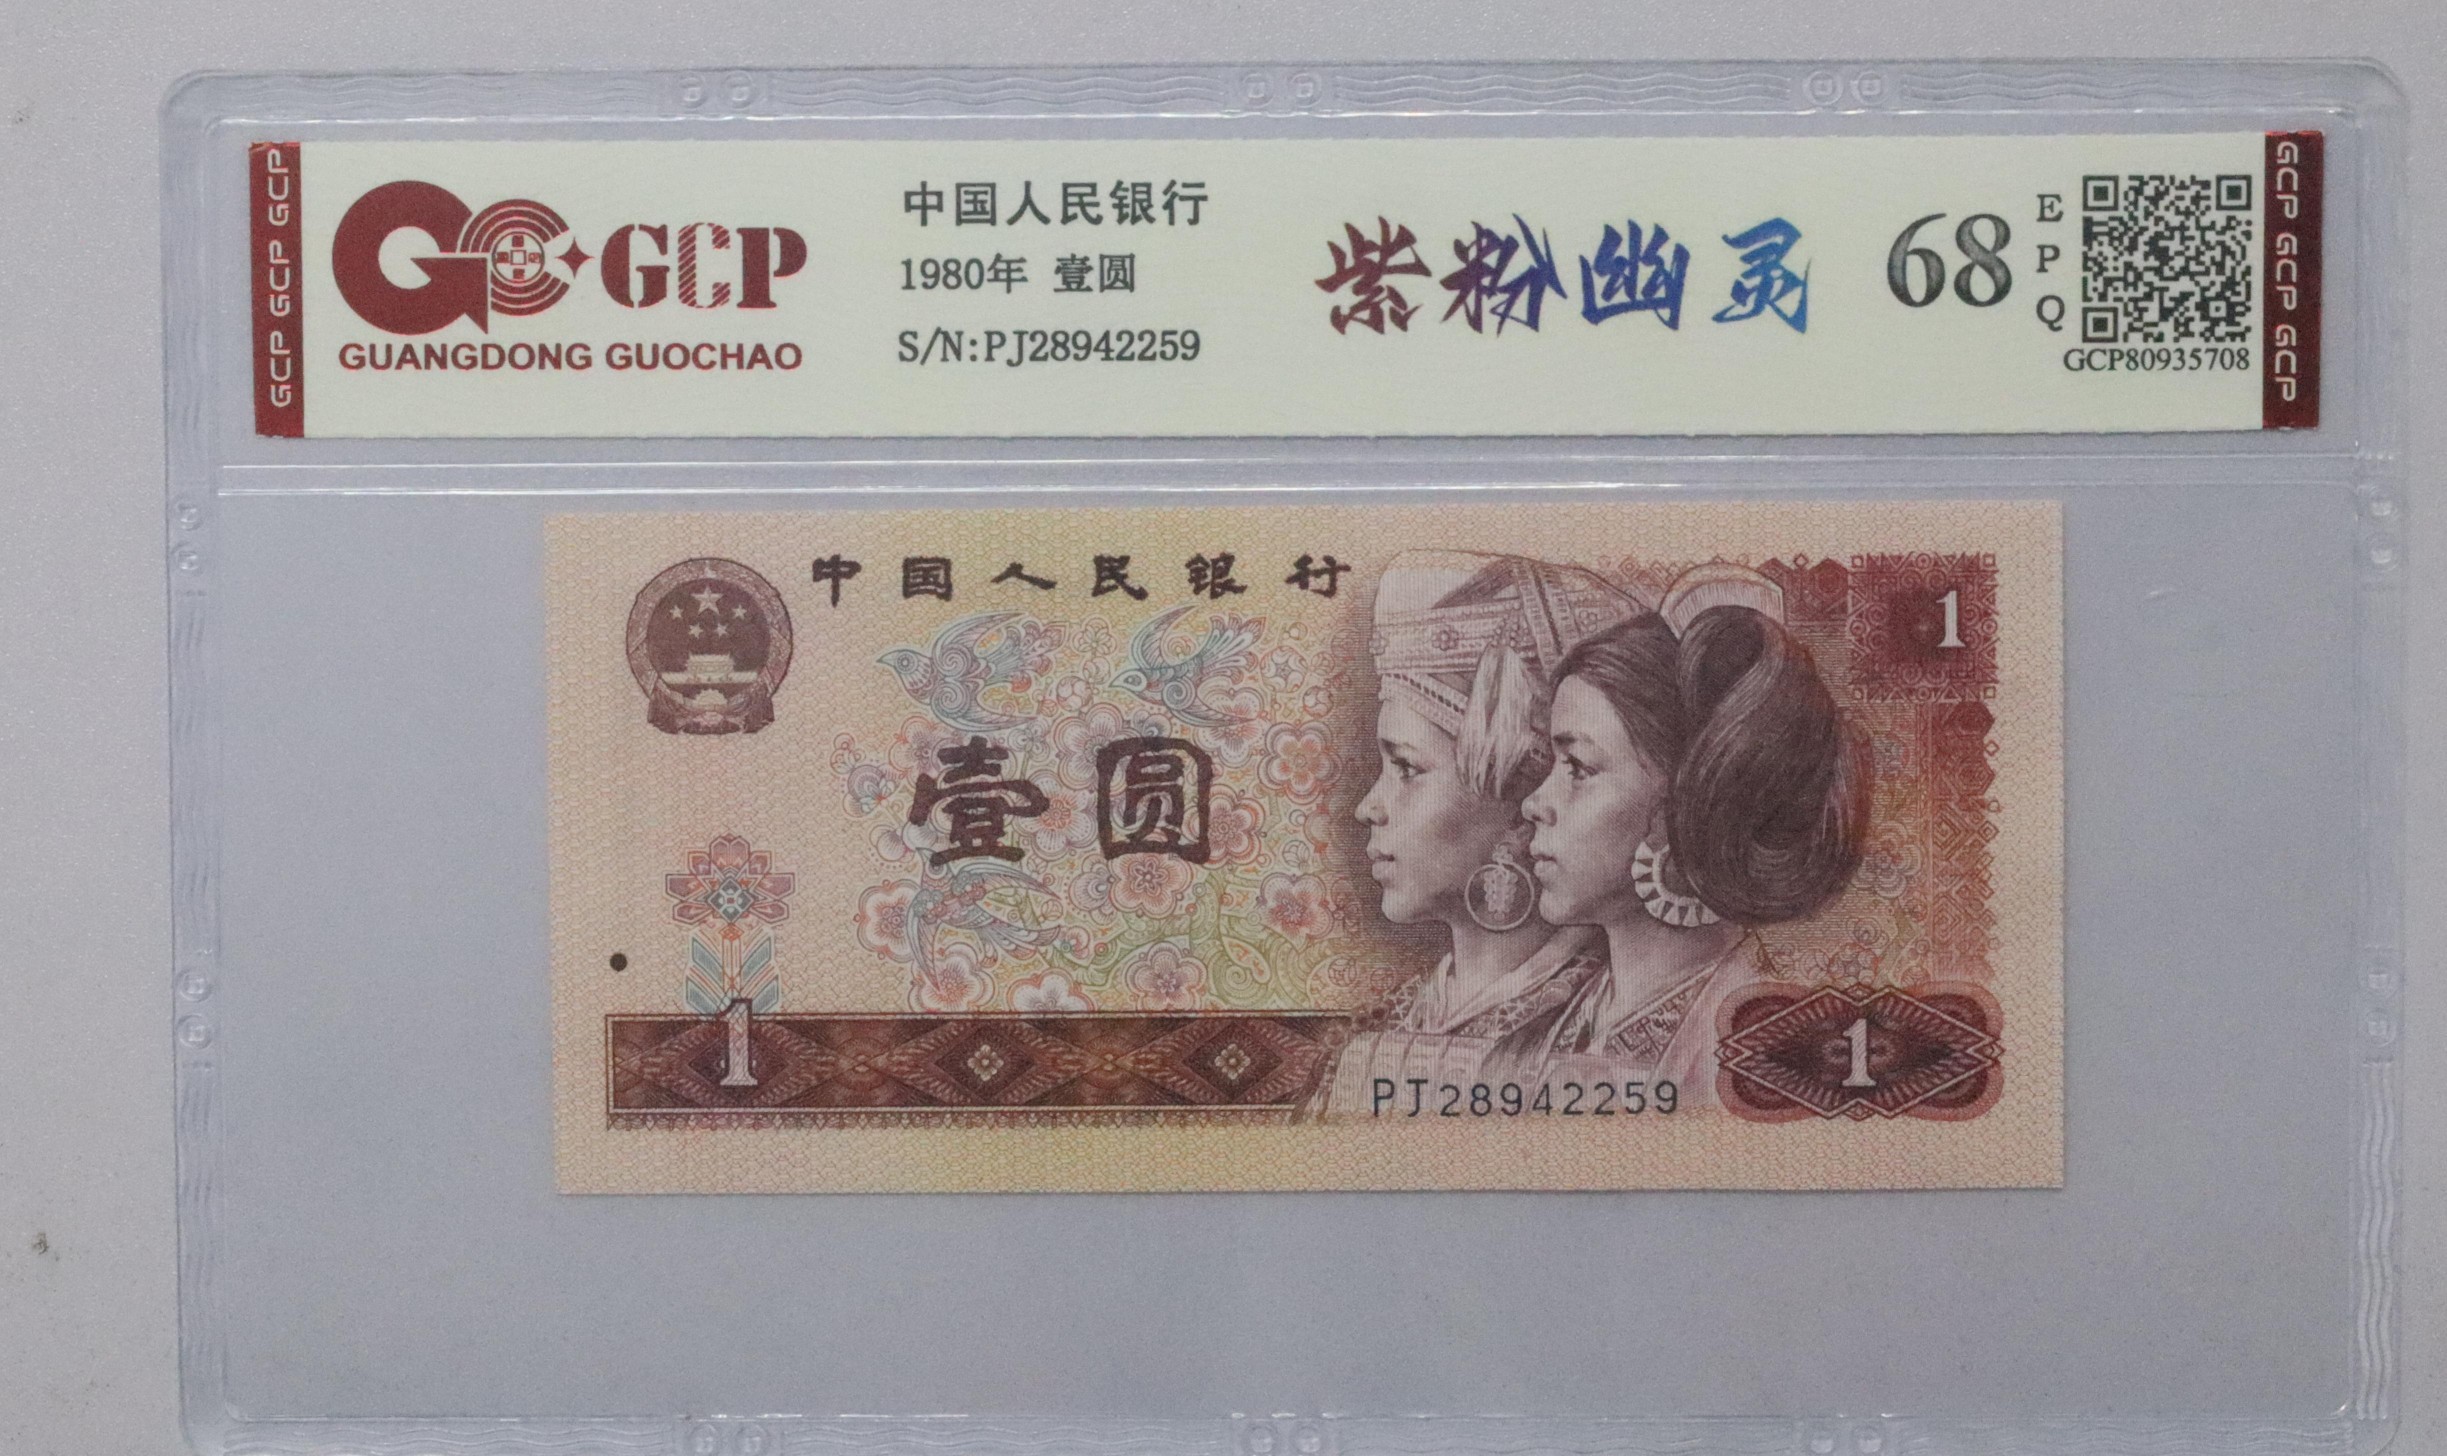 GCP GCP GCP
GCP
GUANGDONG GUOCHAO
中国人民银行
1980年 壹圆
S/N:PJ28942259
紫粉幽灵
68
E
P
Q
GCP80935708
GCP GCP GCP
中国人民银行
1
壹圆
1
1
PJ28942259